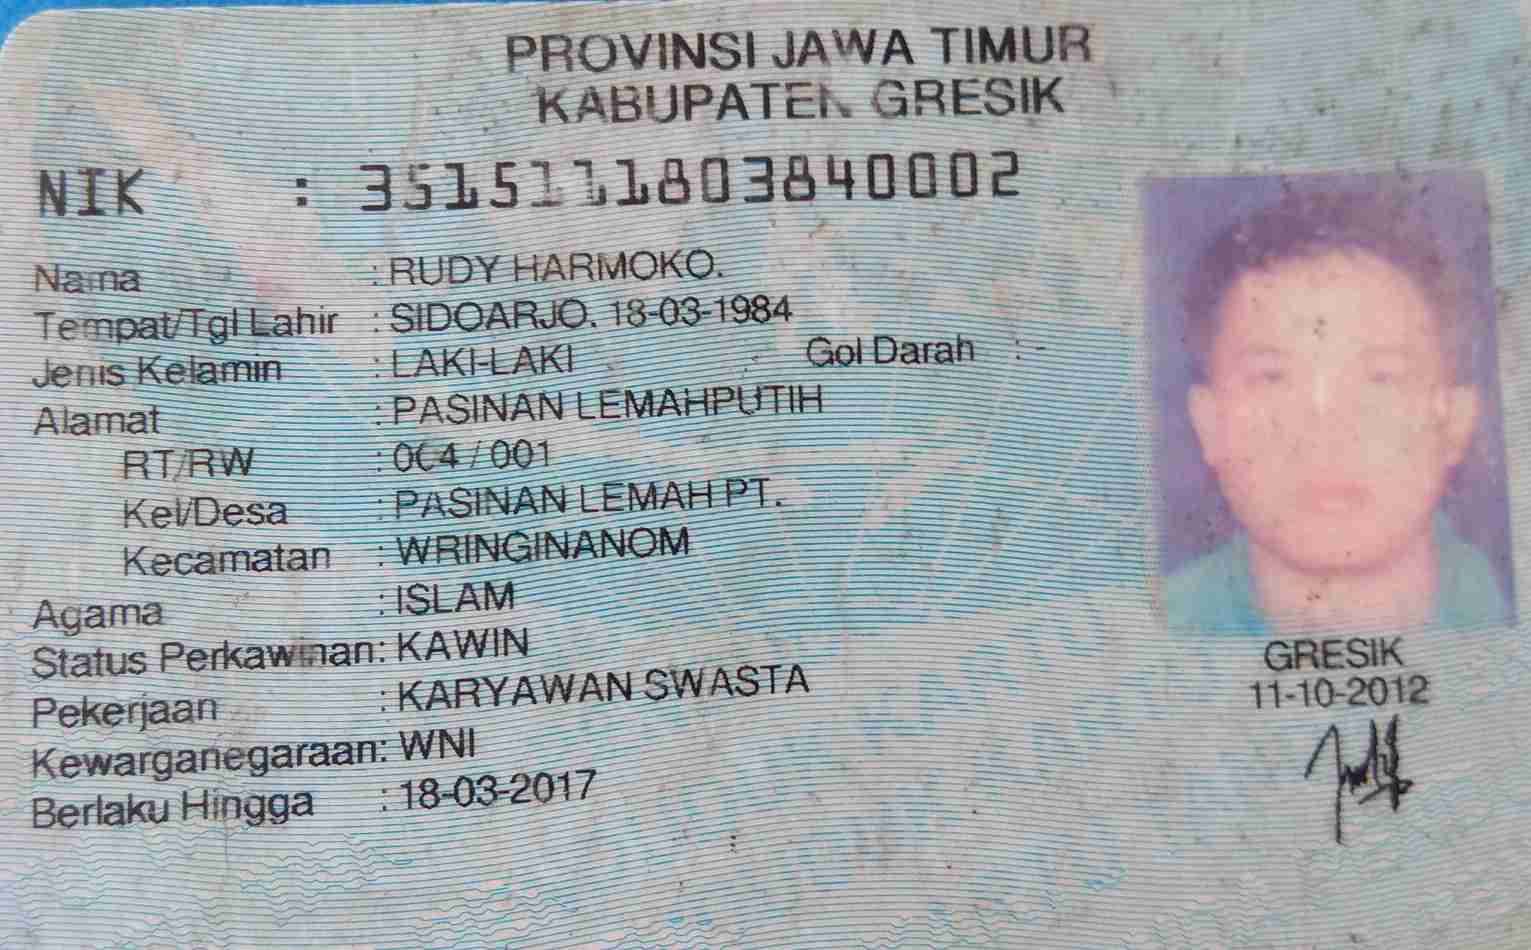 PROVINSI JAWA TIMUR
KABUPATEN GRESIK
NIK : 3515111803840002
Nama : RUDY HARMOKO.
Tempat/Tgl Lahir : SIDOARJO. 18-03-1984
Jenis Kelamin : LAKI-LAKI Gol Darah : -
Alamat : PASINAN LEMAHPUTIH
RT/RW : 004 / 001
Kel/Desa : PASINAN LEMAH PT.
Kecamatan : WRINGINANOM
Agama : ISLAM
Status Perkawinan: KAWIN
Pekerjaan : KARYAWAN SWASTA
Kewarganegaraan: WNI
Berlaku Hingga : 18-03-2017
GRESIK
11-10-2012